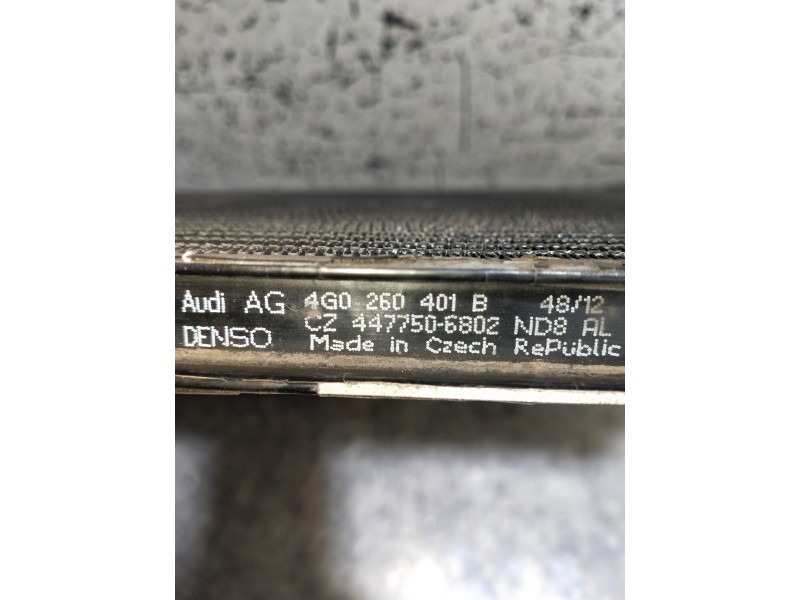 Audi AG 4G0 260 401 B 48/12
DENSO CZ 447750-6802 ND8 AL
Made in Czech RePublic